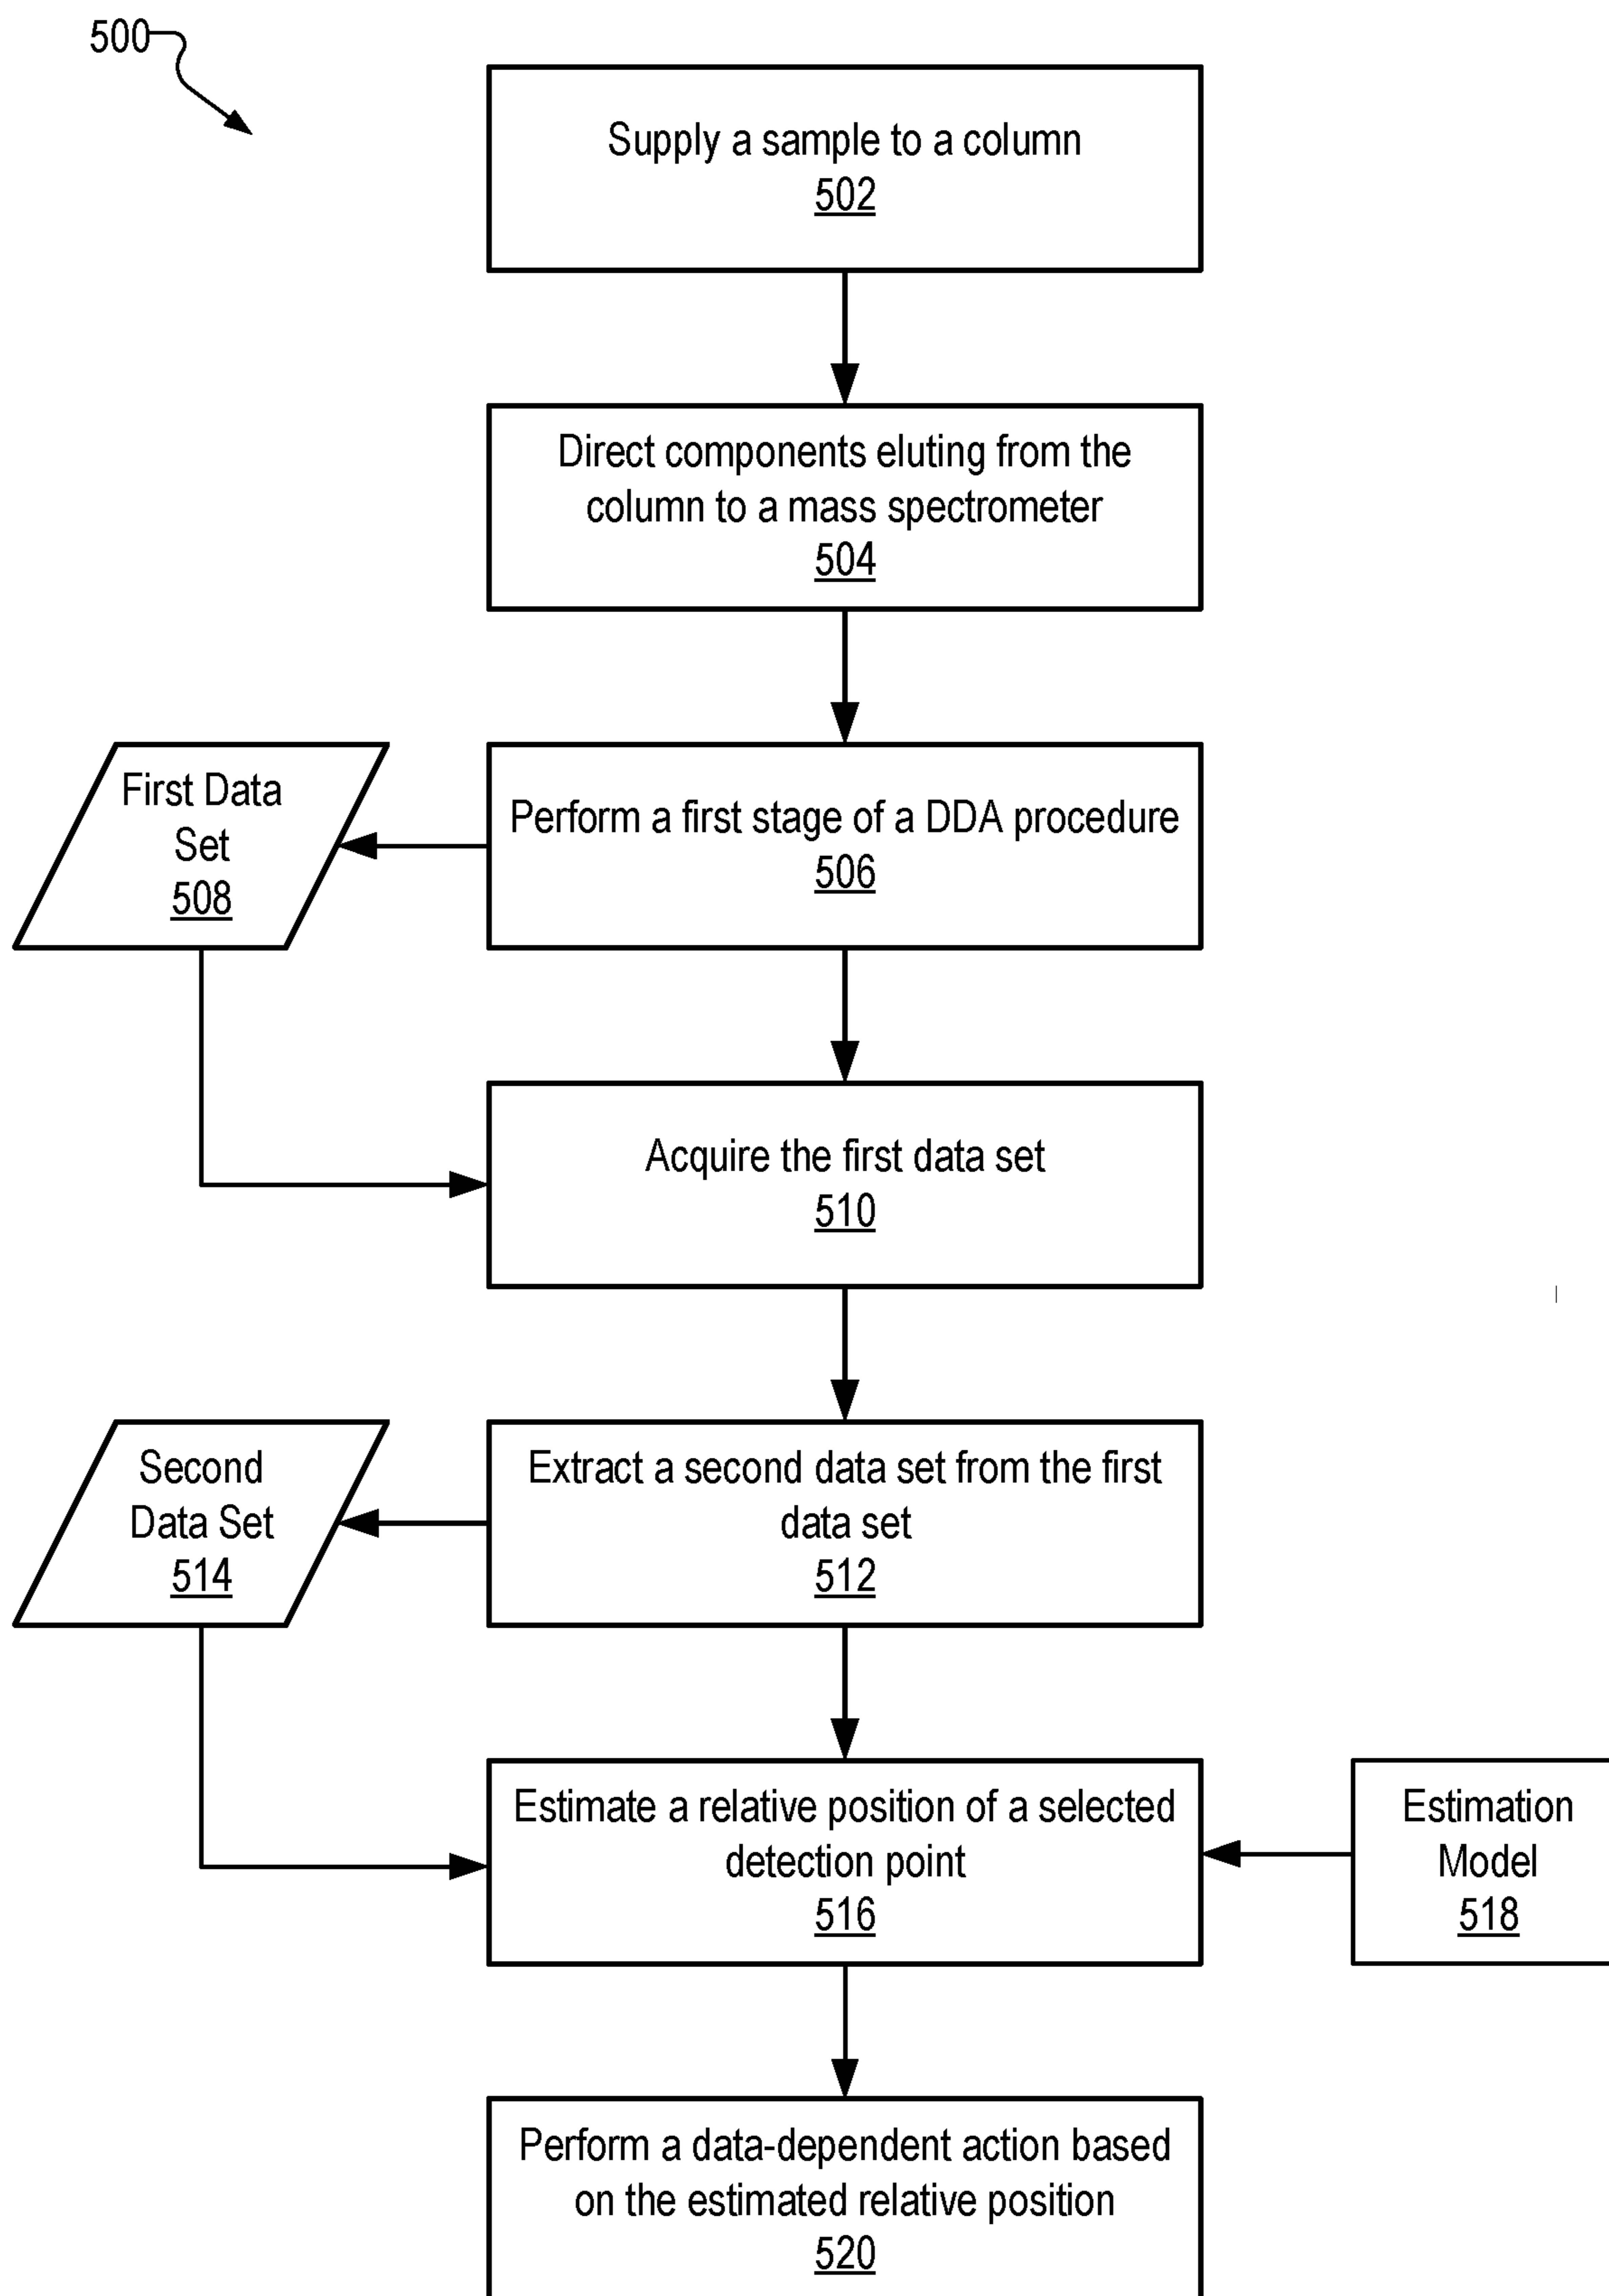 500
Supply a sample to a column
502
Direct components eluting from the
column to a mass spectrometer
504
First Data
Set
508
Perform a first stage of a DDA procedure
506
Acquire the first data set
510
Second
Data Set
514
Extract a second data set from the first
data set
512
Estimate a relative position of a selected
detection point
516
Estimation
Model
518
Perform a data-dependent action based
on the estimated relative position
520